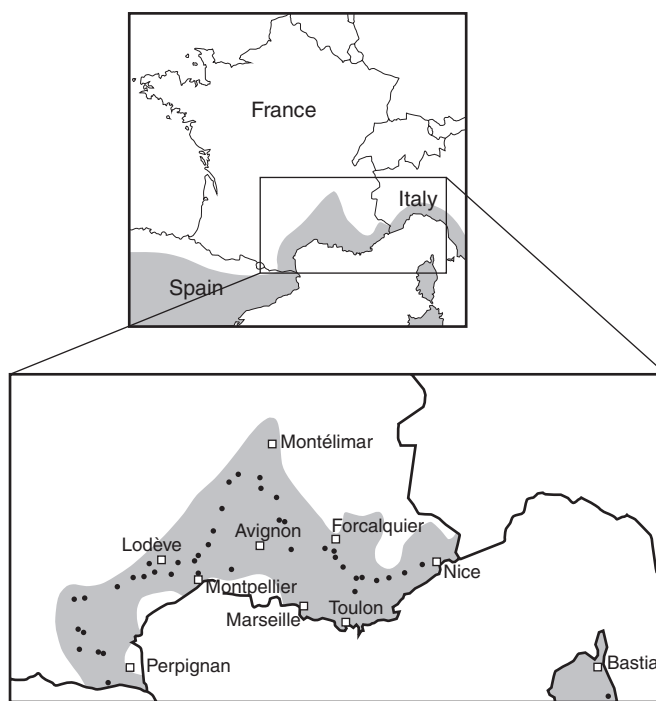 France
Italy
Spain
Montélimar
Avignon
Forcalquier
Lodève
Nice
Montpellier
Marseille
Toulon
Perpignan
Bastia